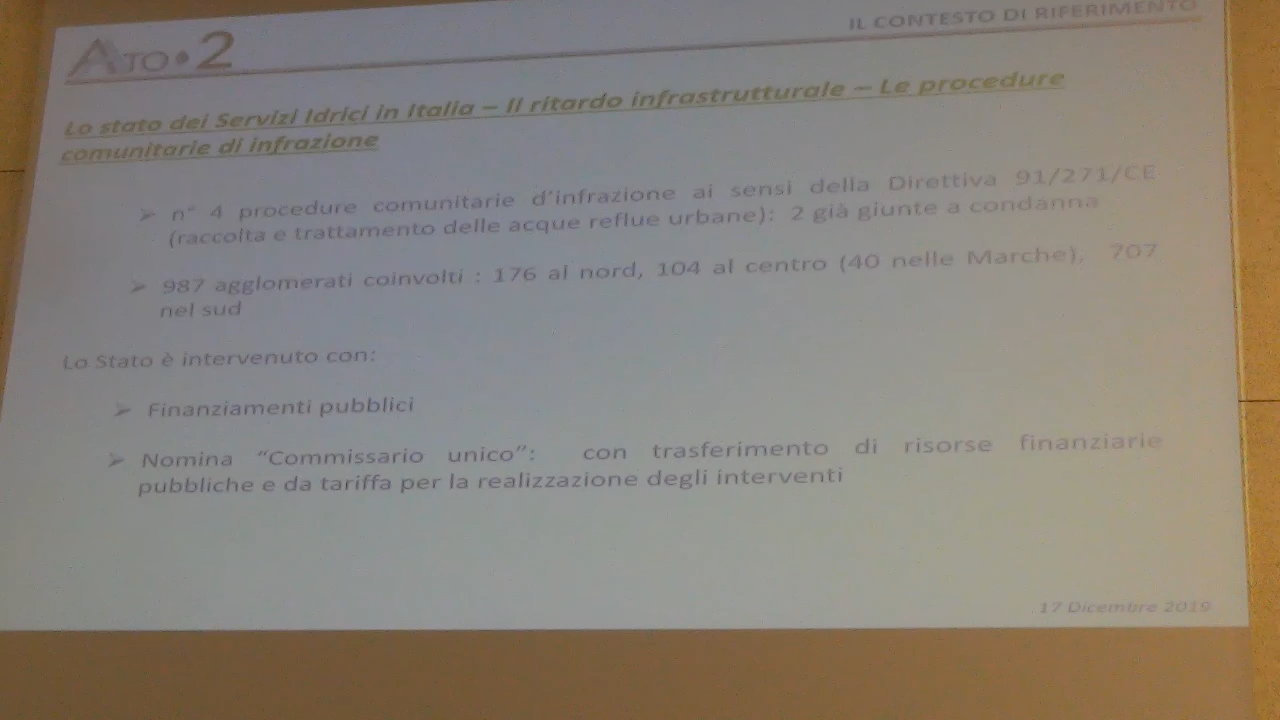 ATO•2
IL CONTESTO DI RIFERIMENTO
Lo stato dei Servizi Idrici in Italia – Il ritardo infrastrutturale – Le procedure
comunitarie di infrazione
➢ n° 4 procedure comunitarie d'infrazione ai sensi della Direttiva 91/271/CE
(raccolta e trattamento delle acque reflue urbane): 2 già giunte a condanna
➢ 987 agglomerati coinvolti : 176 al nord, 104 al centro (40 nelle Marche), 707
nel sud
Lo Stato è intervenuto con:
➢ Finanziamenti pubblici
➢ Nomina "Commissario unico": con trasferimento di risorse finanziarie
pubbliche e da tariffa per la realizzazione degli interventi
17 Dicembre 2019